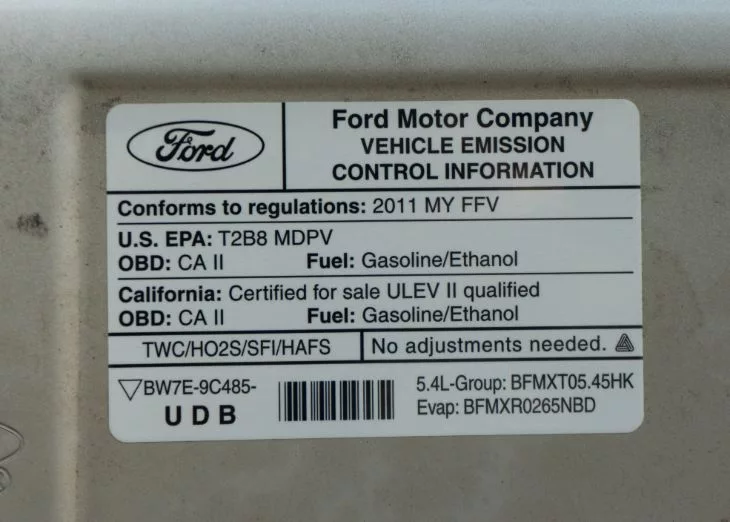 Ford
Ford Motor Company
VEHICLE EMISSION
CONTROL INFORMATION
Conforms to regulations: 2011 MY FFV
U.S. EPA: T2B8 MDPV
OBD: CA II Fuel: Gasoline/Ethanol
California: Certified for sale ULEV II qualified
OBD: CA II Fuel: Gasoline/Ethanol
TWC/HO2S/SFI/HAFS No adjustments needed.
BW7E-9C485-
UDB
5.4L-Group: BFMXT05.45HK
Evap: BFMXR0265NBD